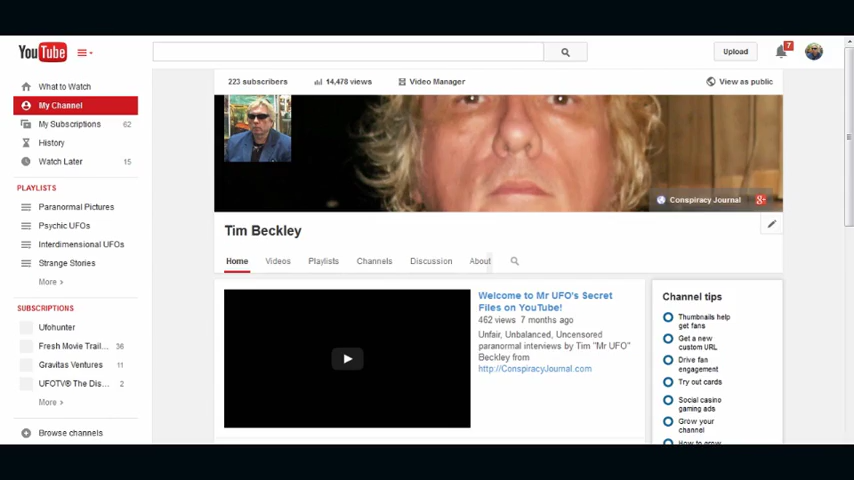 YouTube
Upload
7
223 subscribers
14,478 views
Video Manager
View as public
What to Watch
My Channel
My Subscriptions 62
History
Watch Later 15
PLAYLISTS
Paranormal Pictures
Psychic UFOs
Interdimensional UFOs
Strange Stories
More >
SUBSCRIPTIONS
Ufohunter
Fresh Movie Trail... 36
Gravitas Ventures 11
UFOTV® The Dis... 2
More >
Browse channels
Conspiracy Journal
g+
Tim Beckley
Home Videos Playlists Channels Discussion About
Welcome to Mr UFO's Secret
Files on YouTube!
462 views 7 months ago
Unfair, Unbalanced, Uncensored
paranormal interviews by Tim "Mr UFO"
Beckley from
http://ConspiracyJournal.com
Channel tips
Thumbnails help
get fans
Get a new
custom URL
Drive fan
engagement
Try out cards
Social casino
gaming ads
Grow your
channel
How to grow